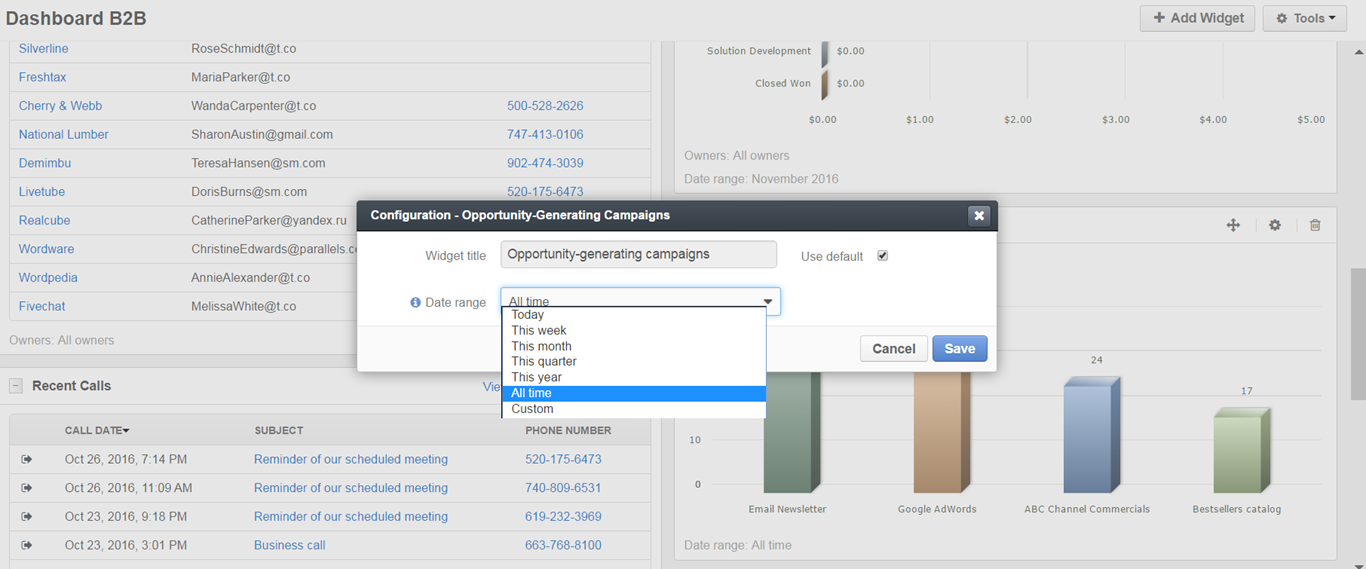 Dashboard B2B
Add Widget
Tools
Silverline RoseSchmidt@t.co
Freshtax MariaParker@t.co
Cherry & Webb WandaCarpenter@t.co 500-528-2626
National Lumber SharonAustin@gmail.com 747-413-0106
Demimbu TeresaHansen@sm.com 902-474-3039
Livetube DorisBurns@sm.com 520-175-6473
Realcube CatherineParker@yandex.ru
Wordware ChristineEdwards@parallels.c
Wordpedia AnnieAlexander@t.co
Fivechat MelissaWhite@t.co
Owners: All owners
Recent Calls
CALL DATE SUBJECT PHONE NUMBER
Oct 26, 2016, 7:14 PM Reminder of our scheduled meeting 520-175-6473
Oct 26, 2016, 11:09 AM Reminder of our scheduled meeting 740-809-6531
Oct 23, 2016, 9:18 PM Reminder of our scheduled meeting 619-232-3969
Oct 23, 2016, 3:01 PM Business call 663-768-8100
Solution Development $0.00
Closed Won $0.00
$0.00 $1.00 $2.00 $3.00 $4.00 $5.00
Owners: All owners
Date range: November 2016
Configuration - Opportunity-Generating Campaigns
Widget title Opportunity-generating campaigns Use default
Date range All time
Today
This week
This month
This quarter
This year
All time
Custom
Cancel Save
24
17
10
0
Email Newsletter Google AdWords ABC Channel Commercials Bestsellers catalog
Date range: All time